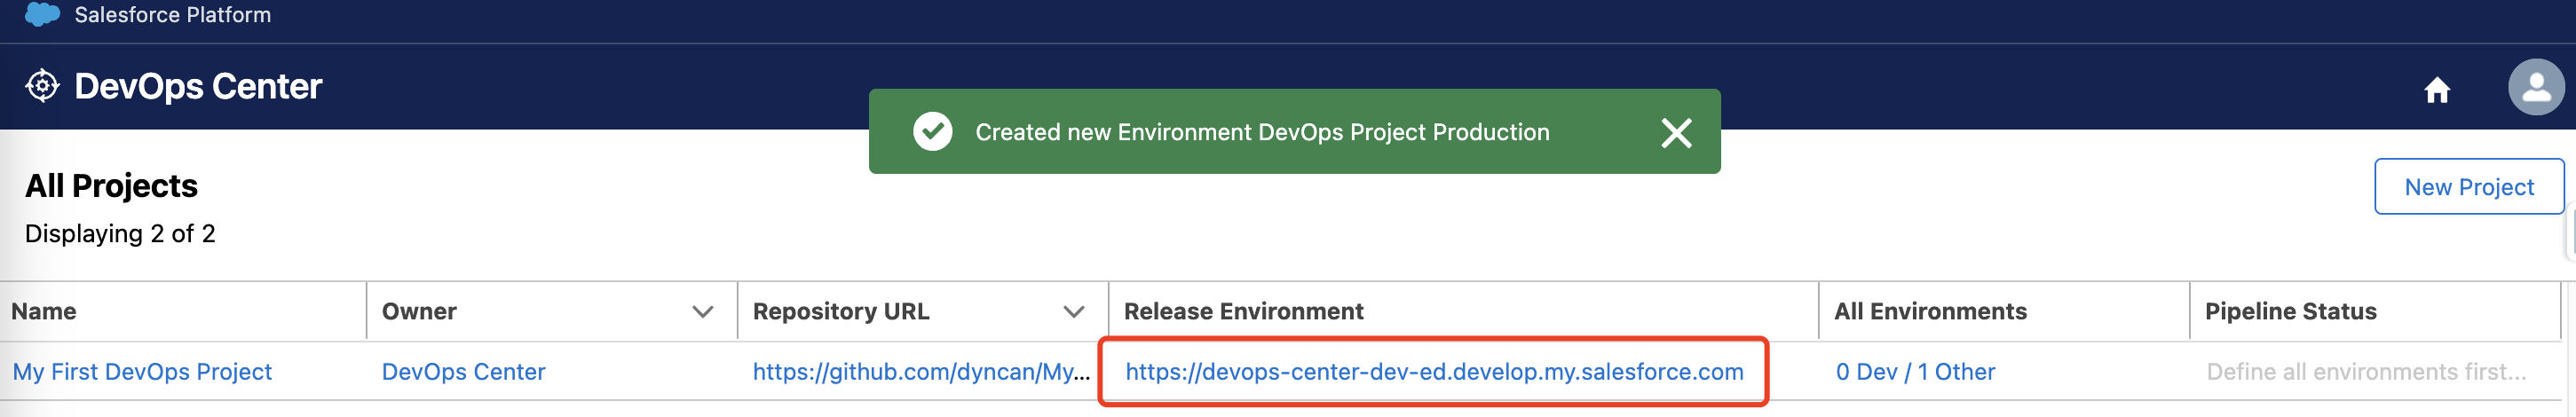 Salesforce Platform
DevOps Center
Created new Environment DevOps Project Production
All Projects
New Project
Displaying 2 of 2
Name Owner Repository URL Release Environment All Environments Pipeline Status
My First DevOps Project DevOps Center https://github.com/dyncan/My... https://devops-center-dev-ed.develop.my.salesforce.com 0 Dev / 1 Other Define all environments first...